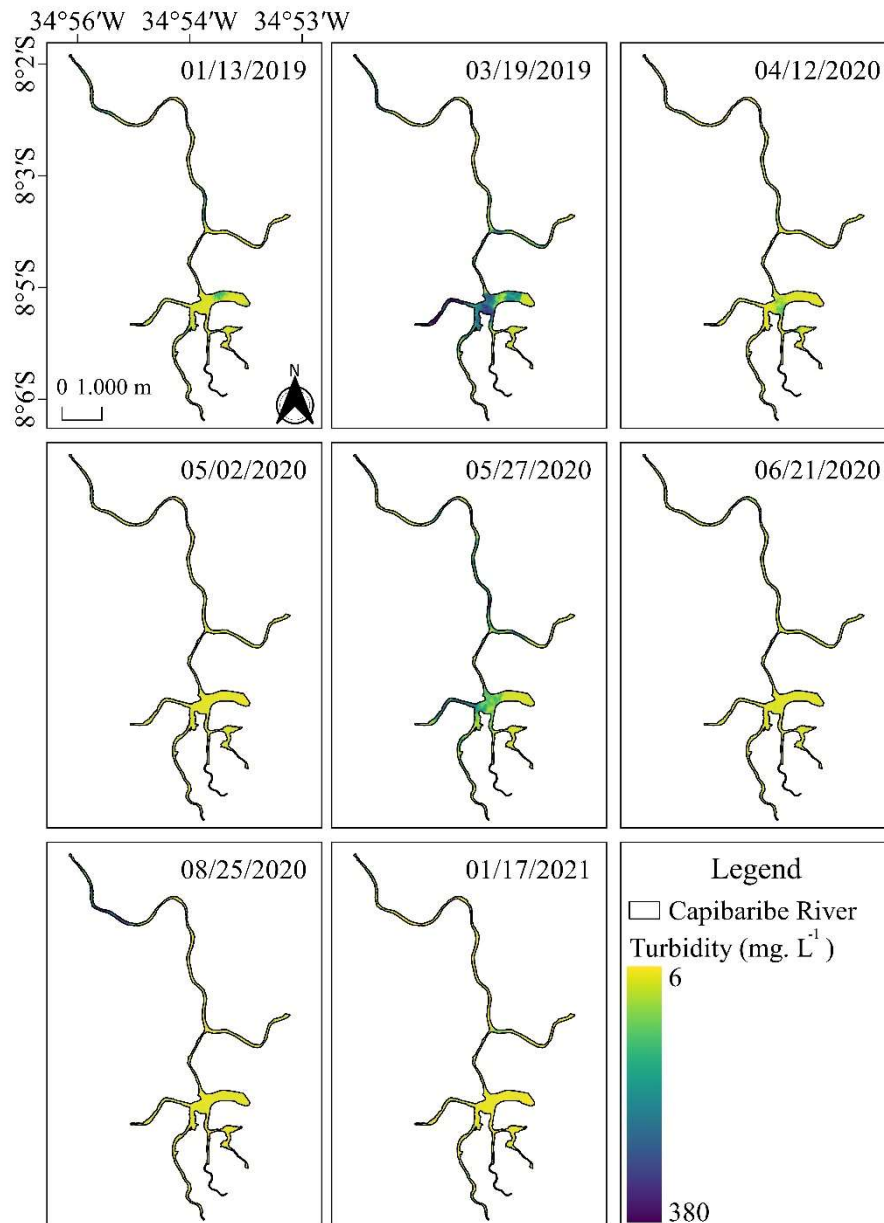 34°56′W 34°54′W 34°53′W
8°2′S
8°3′S
8°5′S
8°6′S
01/13/2019
03/19/2019
04/12/2020
0 1.000 m
N
05/02/2020
05/27/2020
06/21/2020
08/25/2020
01/17/2021
Legend
Capibaribe River
Turbidity (mg. L⁻¹)
6
380